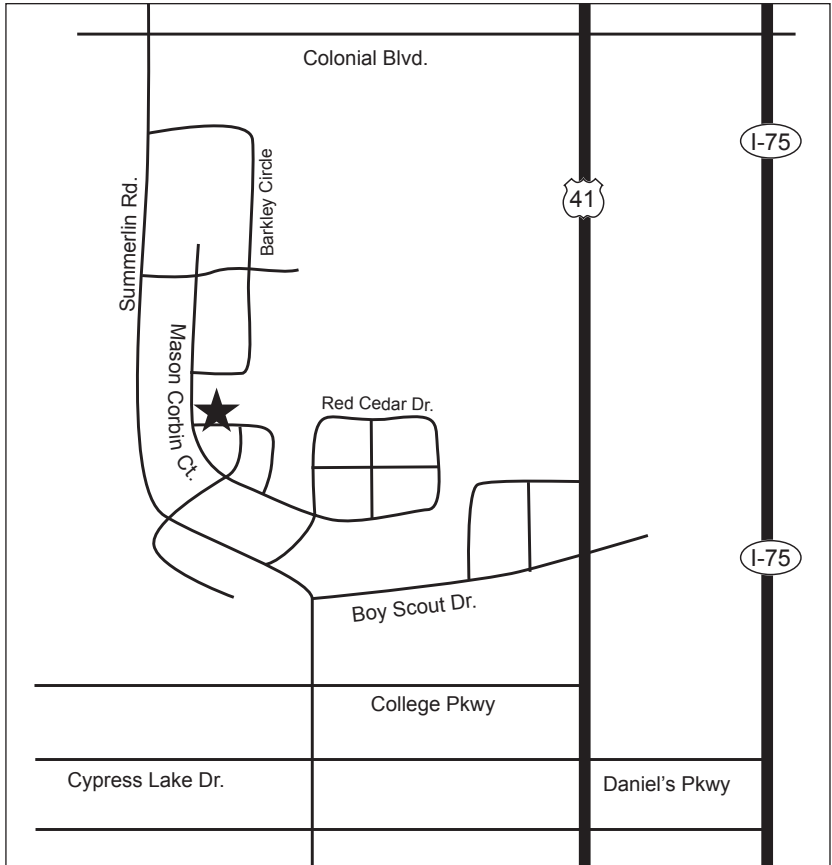 Colonial Blvd.
I-75
Barkley Circle
Summerlin Rd.
41
Mason Corbin Ct.
Red Cedar Dr.
I-75
Boy Scout Dr.
College Pkwy
Cypress Lake Dr.
Daniel's Pkwy